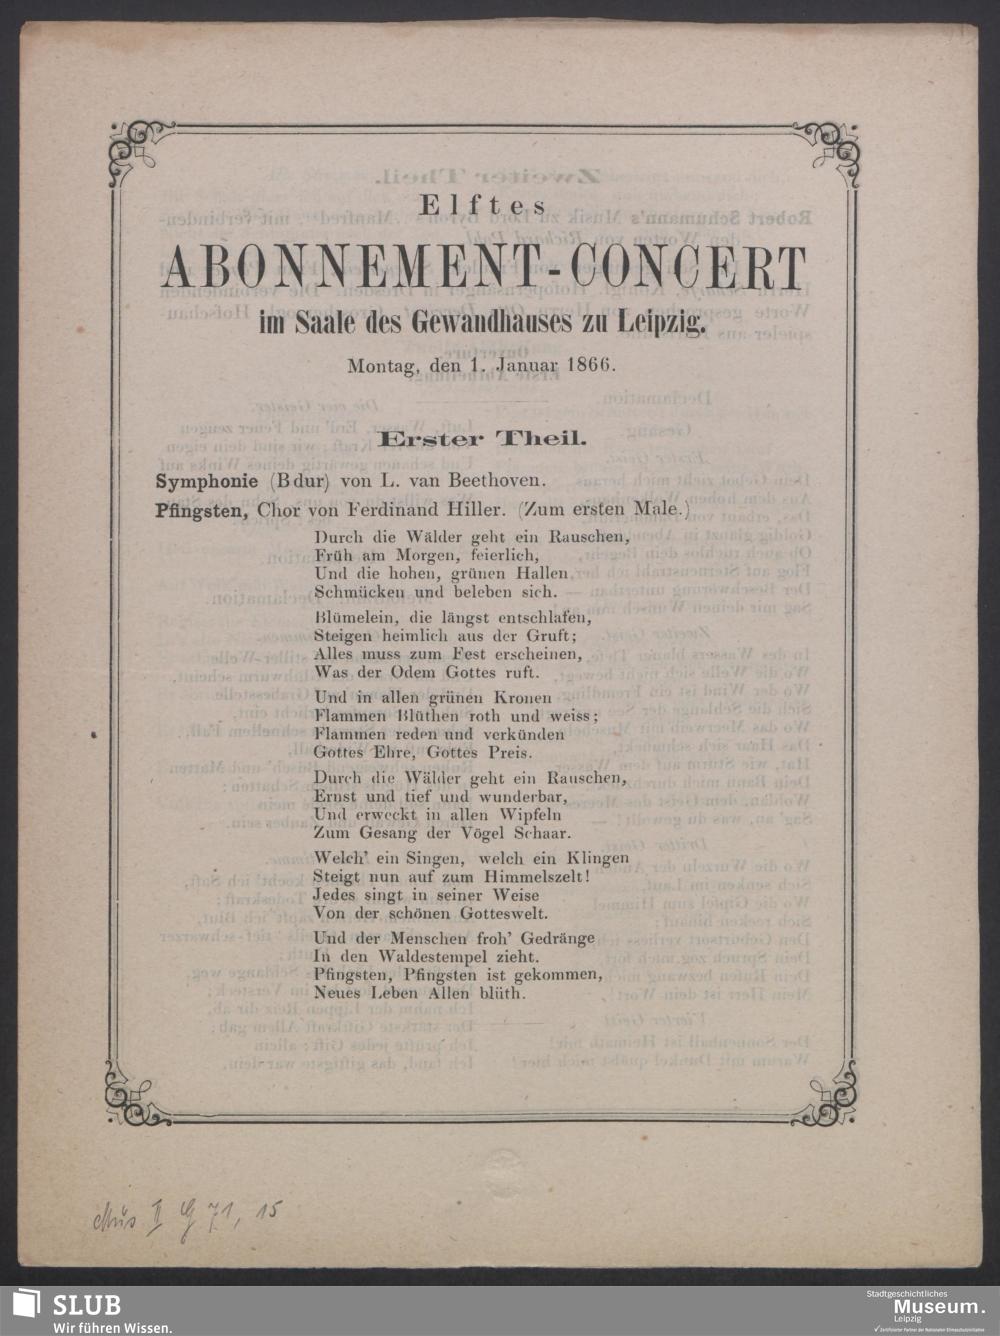 Elftes
ABONNEMENT-CONCERT
im Saale des Gewandhauses zu Leipzig.
Montag, den 1. Januar 1866.
Erster Theil.
Symphonie (B dur) von L. van Beethoven.
Pfingsten, Chor von Ferdinand Hiller. (Zum ersten Male.)
Durch die Wälder geht ein Rauschen,
Früh am Morgen, feierlich,
Und die hohen, grünen Hallen
Schmücken und beleben sich.
Blümelein, die längst entschlafen,
Steigen heimlich aus der Gruft;
Alles muss zum Fest erscheinen,
Was der Odem Gottes ruft.
Und in allen grünen Kronen
Flammen Blüthen roth und weiss;
Flammen reden und verkünden
Gottes Ehre, Gottes Preis.
Durch die Wälder geht ein Rauschen,
Ernst und tief und wunderbar,
Und erweckt in allen Wipfeln
Zum Gesang der Vögel Schaar.
Welch' ein Singen, welch ein Klingen
Steigt nun auf zum Himmelszelt!
Jedes singt in seiner Weise
Von der schönen Gotteswelt.
Und der Menschen froh' Gedränge
In den Waldestempel zieht.
Pfingsten, Pfingsten ist gekommen,
Neues Leben Allen blüth.
Mus II G 71, 15
SLUB
Wir führen Wissen.
Stadtgeschichtliches
Museum.
Leipzig